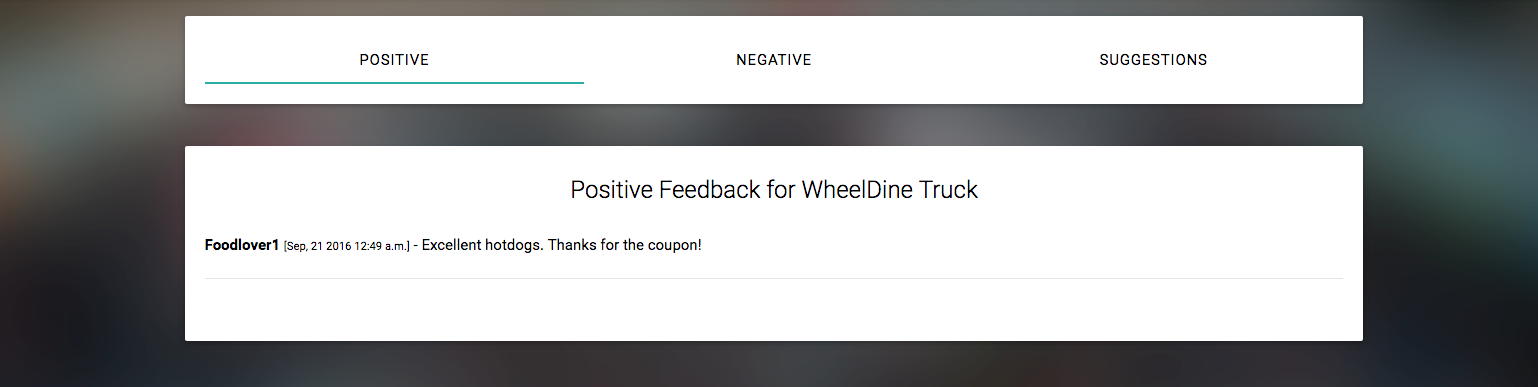 POSITIVE NEGATIVE SUGGESTIONS
Positive Feedback for WheelDine Truck
Foodlover1 [Sep, 21 2016 12:49 a.m.] - Excellent hotdogs. Thanks for the coupon!